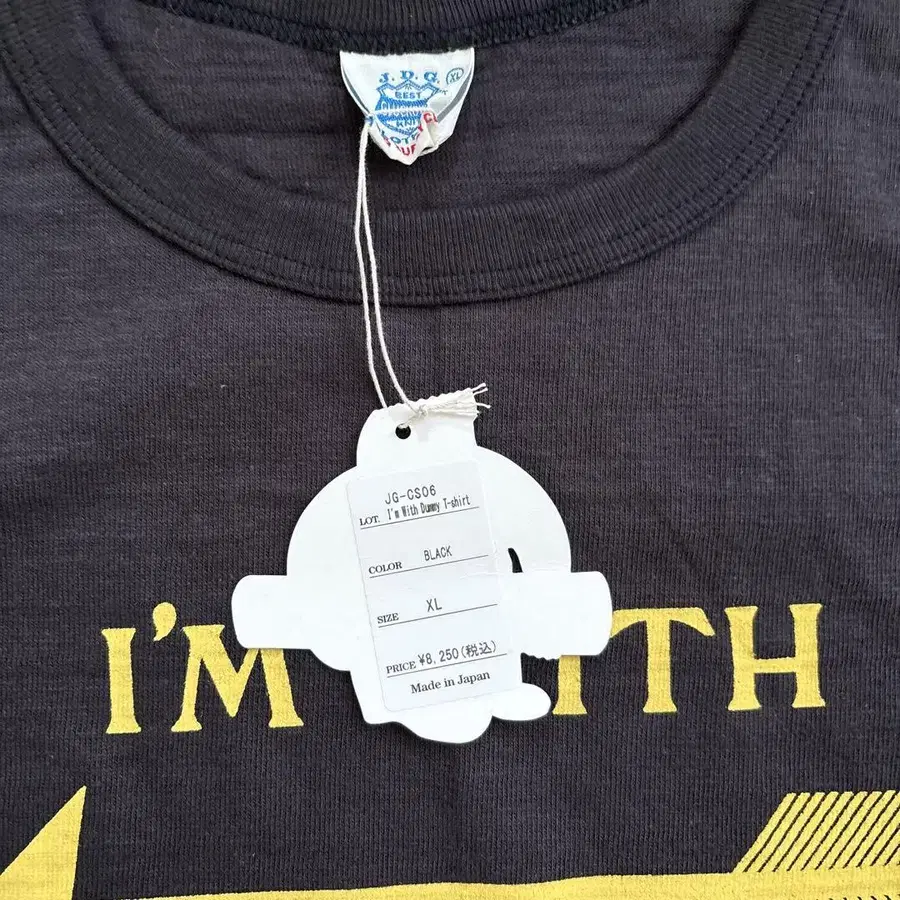 J.D.G.
XL
BEST
KNIT
JG-CS06
LOT. I'm With Dummy T-shirt
COLOR BLACK
SIZE XL
PRICE ¥8,250(税込)
Made in Japan
I'M ITH